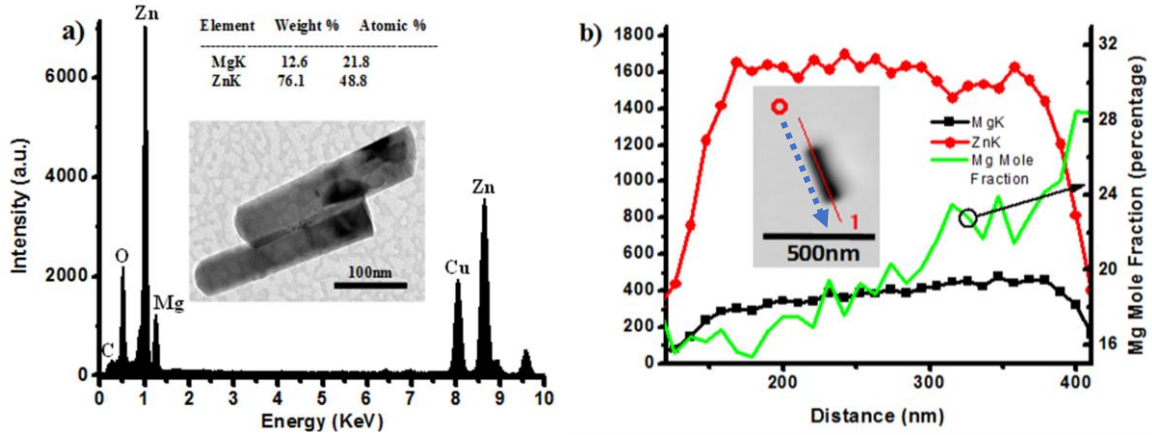 a)
Element Weight % Atomic %
MgK 12.6 21.8
ZnK 76.1 48.8
Zn
O
Mg
C
Cu
Zn
100nm
Intensity (a.u.)
6000
4000
2000
0
0 1 2 3 4 5 6 7 8 9 10
Energy (KeV)
b)
1800
1600
1400
1200
1000
800
600
400
200
0
200 300 400
Distance (nm)
32
28
24
20
16
Mg Mole Fraction (percentage)
MgK
ZnK
Mg Mole
Fraction
1
500nm